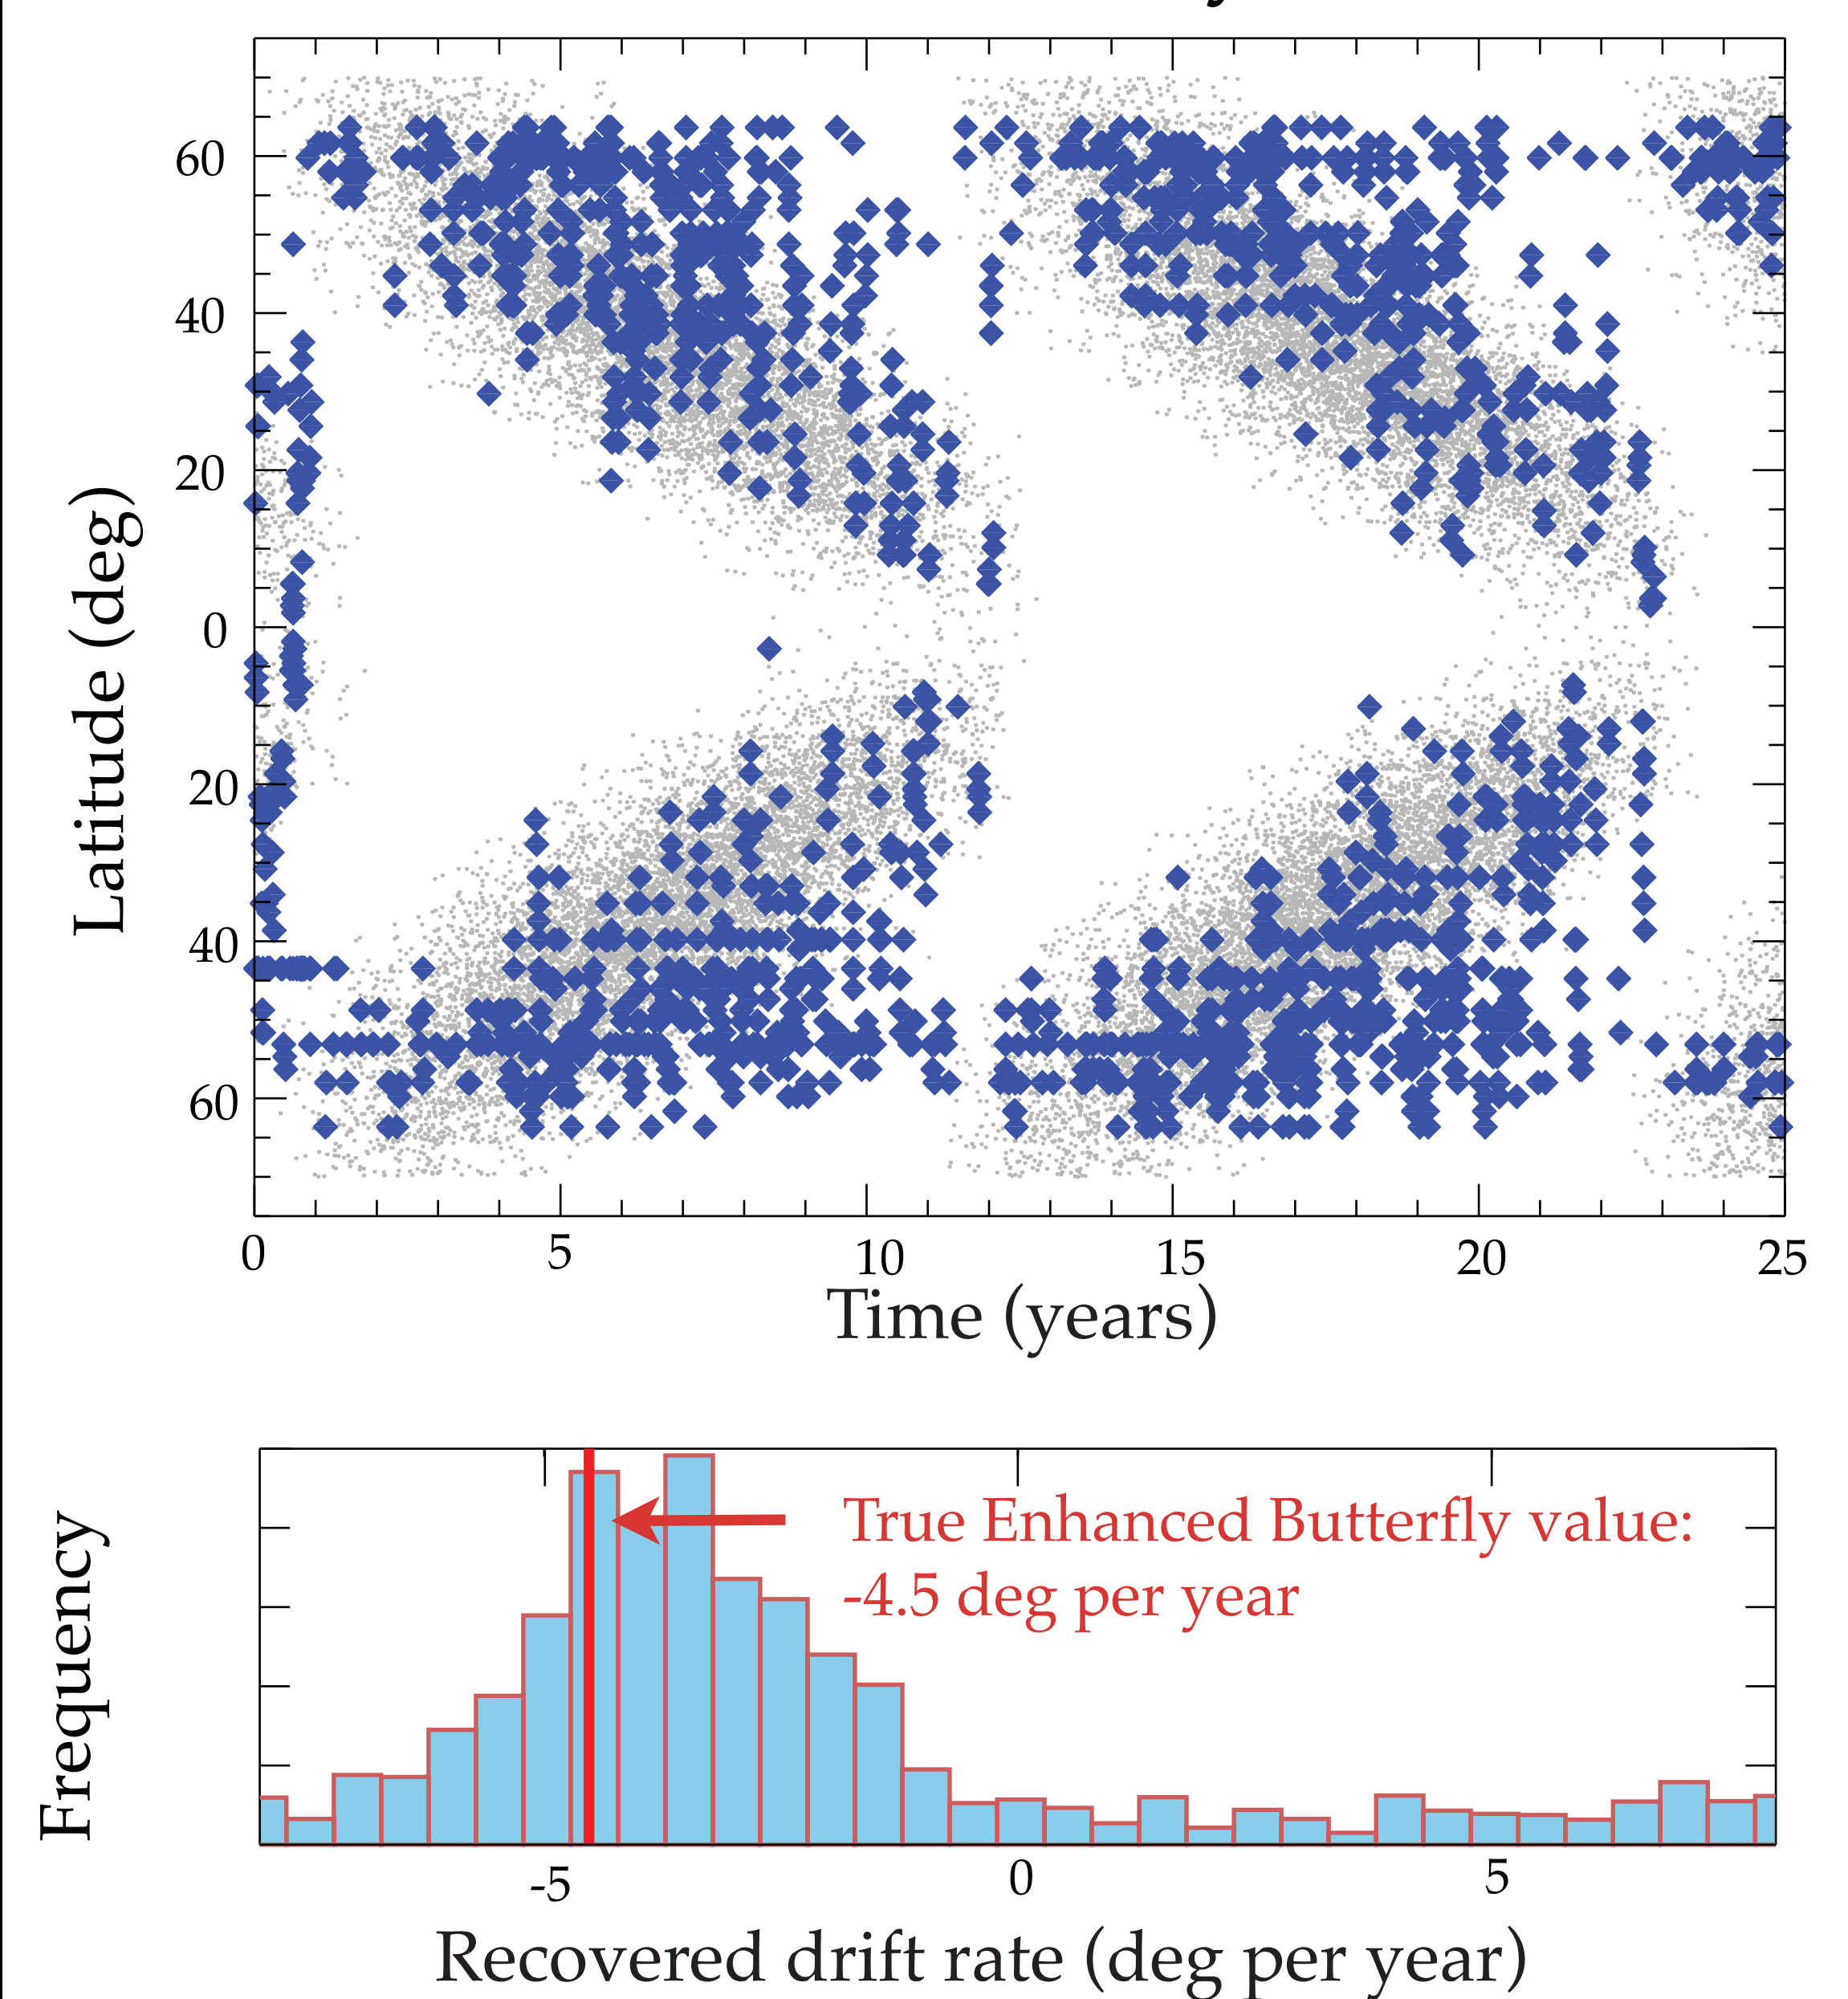 60
40
20
0
20
40
60
Latitude (deg)
0 5 10 15 20 25
Time (years)
True Enhanced Butterfly value:
-4.5 deg per year
Frequency
-5 0 5
Recovered drift rate (deg per year)